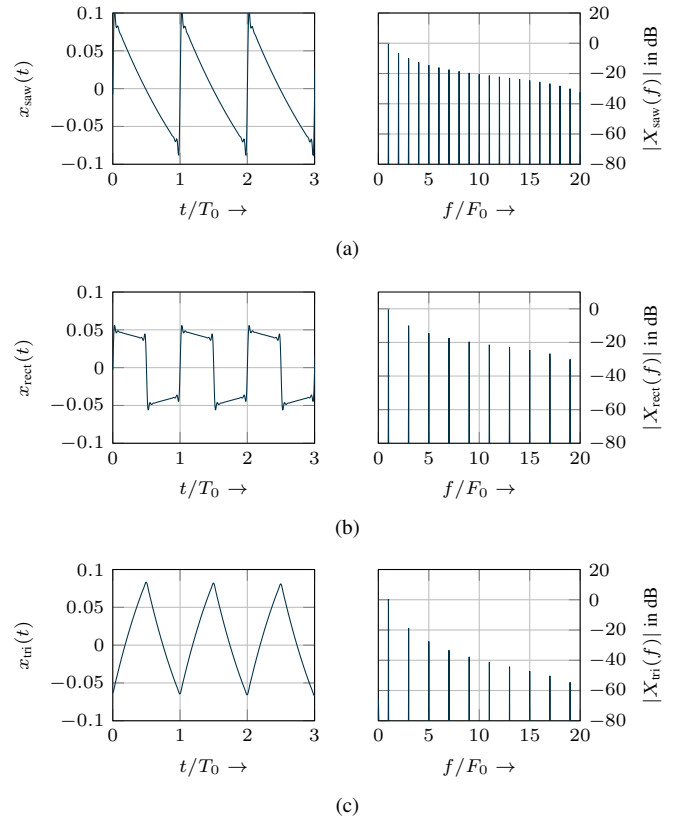 0.1
0.05
0
−0.05
−0.1
x_saw(t)
0 1 2 3
t/T_0 →
20
0
−20
−40
−60
−80
|X_saw(f)| in dB
0 5 10 15 20
f/F_0 →
(a)
0.1
0.05
0
−0.05
−0.1
x_rect(t)
0 1 2 3
t/T_0 →
0
−20
−40
−60
−80
|X_rect(f)| in dB
0 5 10 15 20
f/F_0 →
(b)
0.1
0.05
0
−0.05
−0.1
x_tri(t)
0 1 2 3
t/T_0 →
20
0
−20
−40
−60
−80
|X_tri(f)| in dB
0 5 10 15 20
f/F_0 →
(c)